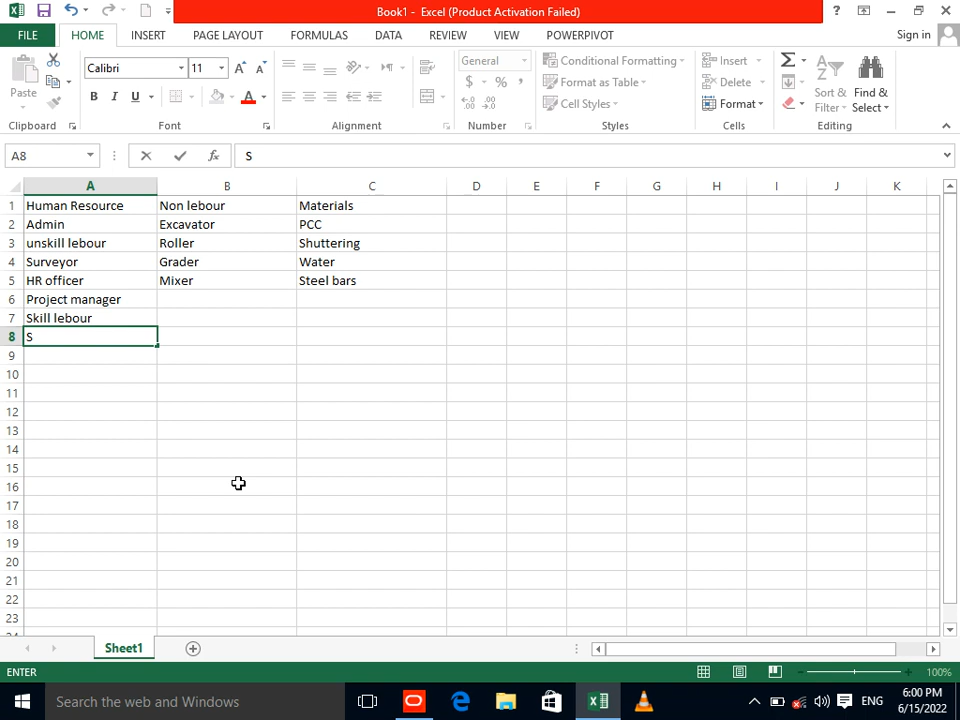 Book1 - Excel (Product Activation Failed)
FILE HOME INSERT PAGE LAYOUT FORMULAS DATA REVIEW VIEW POWERPIVOT Sign in
Paste
Calibri 11
B I U A
General
$ % ,
Conditional Formatting
Format as Table
Cell Styles
Insert
Delete
Format
Sort & Filter
Find & Select
Clipboard Font Alignment Number Styles Cells Editing
A8 fx S
A B C D E F G H I J K
1 Human Resource Non lebour Materials
2 Admin Excavator PCC
3 unskill lebour Roller Shuttering
4 Surveyor Grader Water
5 HR officer Mixer Steel bars
6 Project manager
7 Skill lebour
8 S
9
10
11
12
13
14
15
16
17
18
19
20
21
22
23
24
Sheet1
ENTER 100%
Search the web and Windows ENG 6:00 PM
6/15/2022